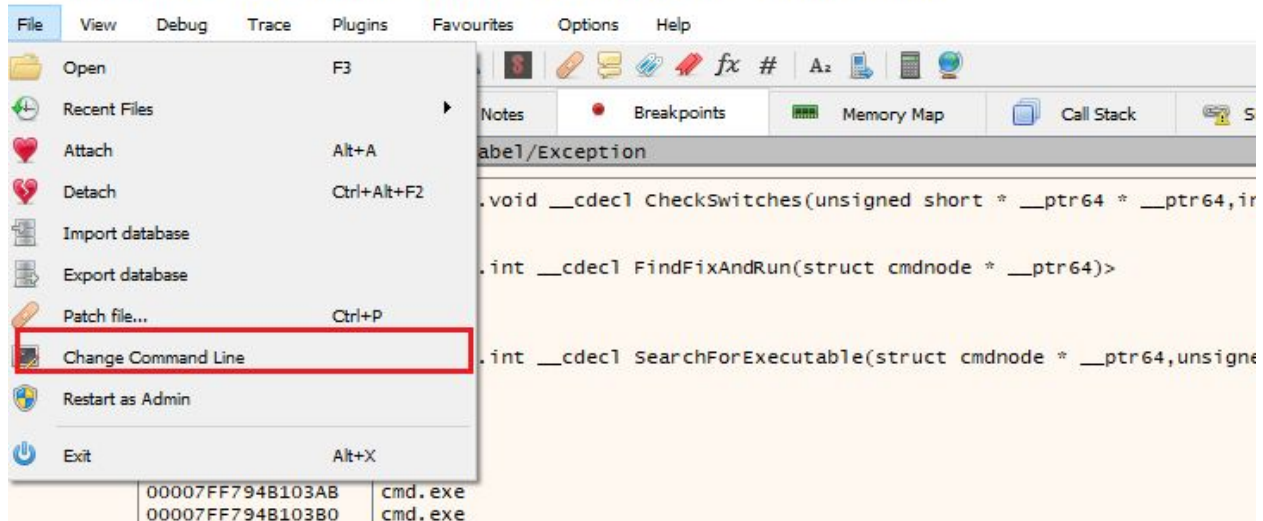 File View Debug Trace Plugins Favourites Options Help
Open F3
fx # Az
Recent Files
Notes Breakpoints Memory Map Call Stack S
Attach Alt+A
abel/Exception
Detach Ctrl+Alt+F2
.void __cdecl CheckSwitches(unsigned short * __ptr64 * __ptr64,ir
Import database
Export database
.int __cdecl FindFixAndRun(struct cmdnode * __ptr64)>
Patch file... Ctrl+P
Change Command Line
.int __cdecl SearchForExecutable(struct cmdnode * __ptr64,unsigne
Restart as Admin
Exit Alt+X
00007FF794B103AB cmd.exe
00007FF794B103B0 cmd.exe